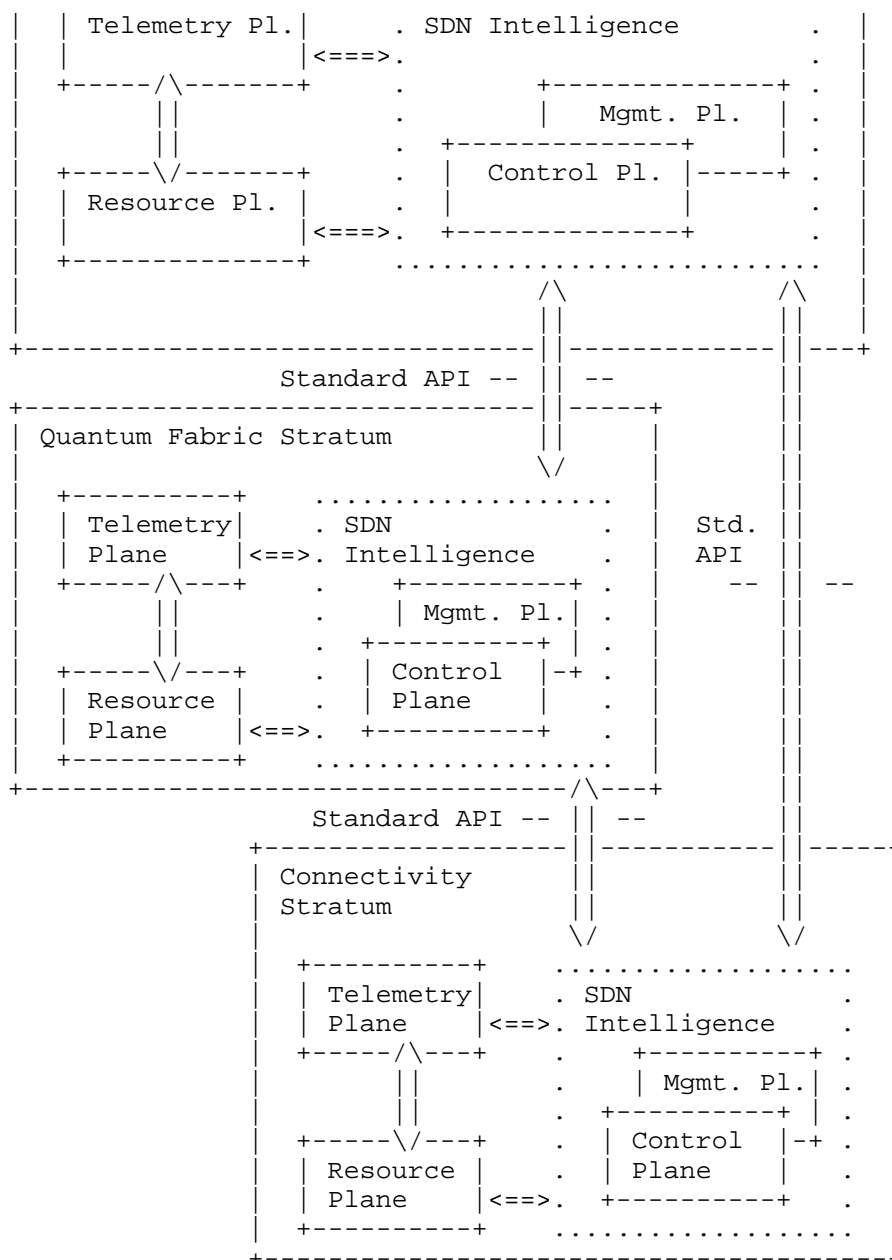 Telemetry Pl. SDN Intelligence
Mgmt. Pl.
Control Pl.
Resource Pl.
Standard API -- --
Quantum Fabric Stratum
Telemetry SDN Std.
Plane Intelligence API
-- --
Mgmt. Pl.
Control
Resource Plane
Plane
Standard API -- --
Connectivity
Stratum
Telemetry SDN
Plane Intelligence
Mgmt. Pl.
Control
Resource Plane
Plane